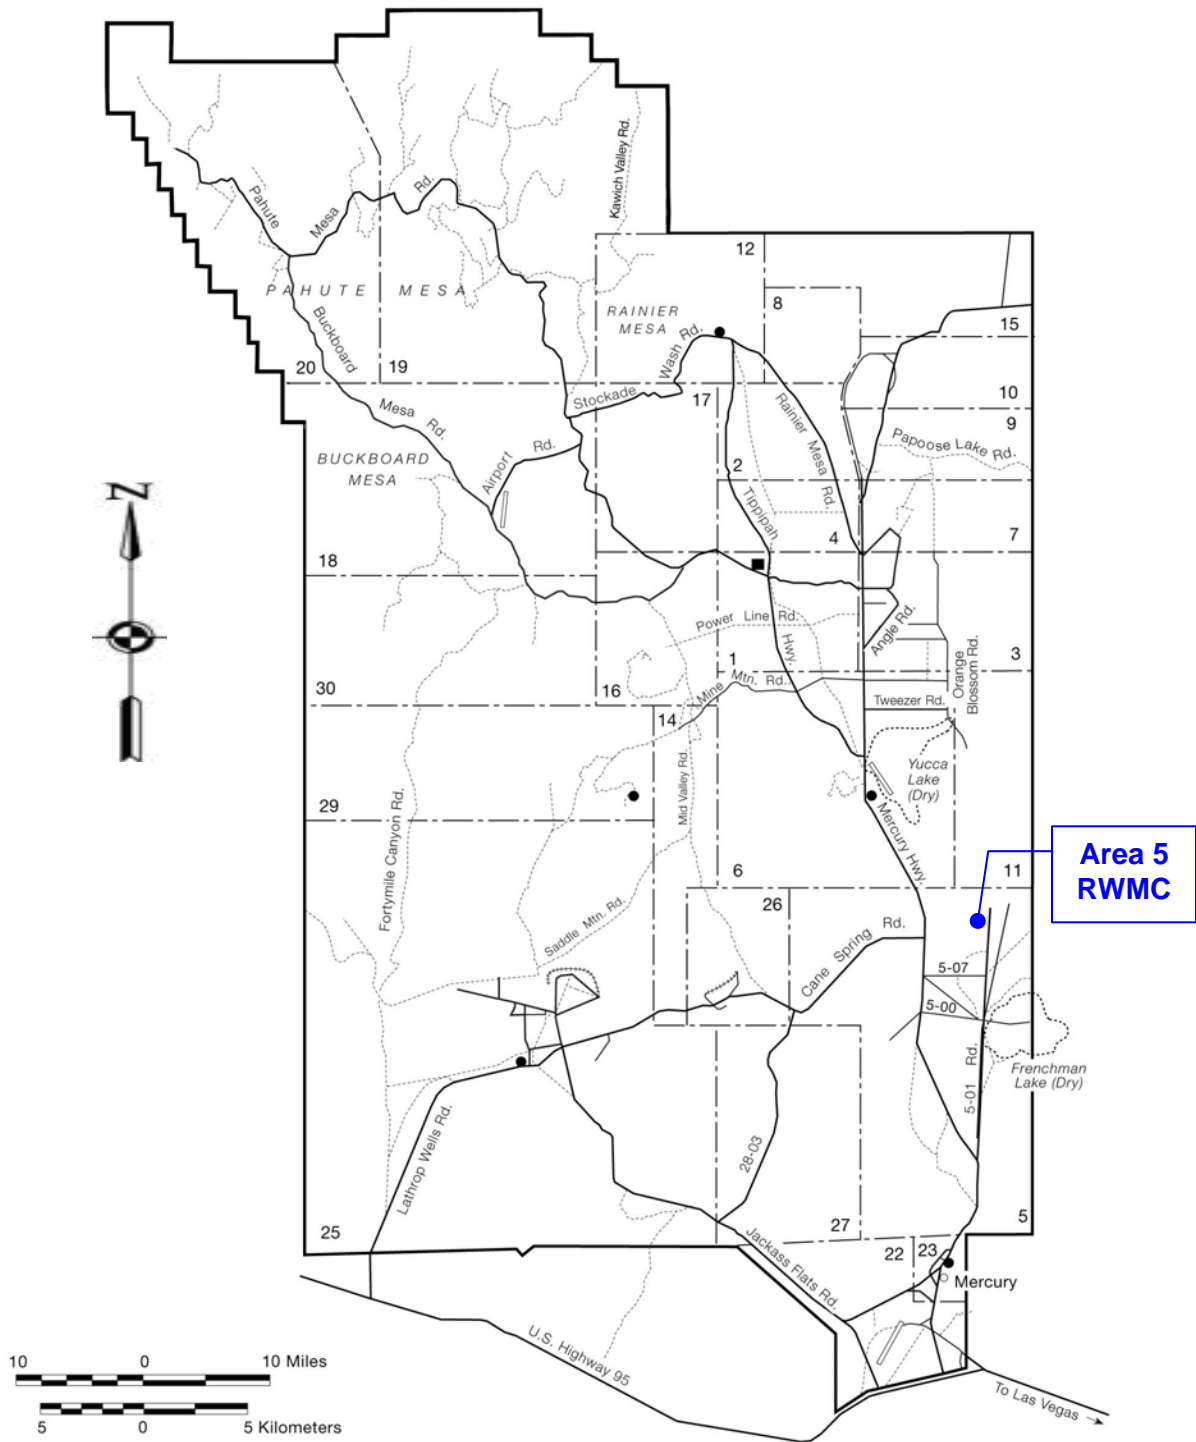 Kawich Valley Rd.
Pahute
Mesa
Rd.
12
PAHUTE MESA
8
RAINIER
MESA
15
Buckboard
Wash Rd.
20
19
Stockade
17
10
Mesa Rd.
Rainier Mesa Rd.
9
Papoose Lake Rd.
BUCKBOARD
MESA
Airport
Rd.
2
Tippipah
N
4
7
18
Power Line Rd.
Angle Rd.
Hwy.
1
3
Orange
Blossom Rd.
30
16
Mine Mtn. Rd.
Tweezer Rd.
14
Yucca
Lake
(Dry)
Mid Valley Rd.
29
Mercury Hwy.
Fortymile Canyon Rd.
Area 5
RWMC
6
11
26
Saddle Mtn. Rd.
Cane Spring
Rd.
5-07
5-00
Frenchman
Lake (Dry)
5-01 Rd.
Lathrop Wells Rd.
28-03
25
27
5
22
23
Jackass Flats Rd.
Mercury
U.S. Highway 95
10 0 10 Miles
To Las Vegas
5 0 5 Kilometers